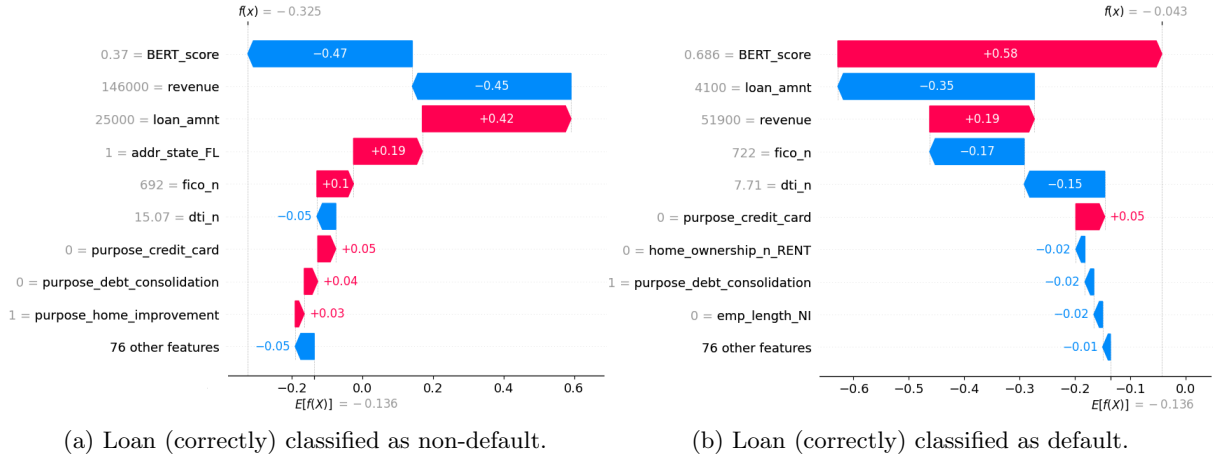 f(x) = −0.325
0.37 = BERT_score −0.47
146000 = revenue −0.45
25000 = loan_amnt +0.42
1 = addr_state_FL +0.19
692 = fico_n +0.1
15.07 = dti_n −0.05
0 = purpose_credit_card +0.05
0 = purpose_debt_consolidation +0.04
1 = purpose_home_improvement +0.03
76 other features −0.05
−0.2 0.0 0.2 0.4 0.6
E[f(X)] = −0.136
(a) Loan (correctly) classified as non-default.
f(x) = −0.043
0.686 = BERT_score +0.58
4100 = loan_amnt −0.35
51900 = revenue +0.19
722 = fico_n −0.17
7.71 = dti_n −0.15
0 = purpose_credit_card +0.05
0 = home_ownership_n_RENT −0.02
1 = purpose_debt_consolidation −0.02
0 = emp_length_NI −0.02
76 other features −0.01
−0.6 −0.5 −0.4 −0.3 −0.2 −0.1 0.0
E[f(X)] = −0.136
(b) Loan (correctly) classified as default.